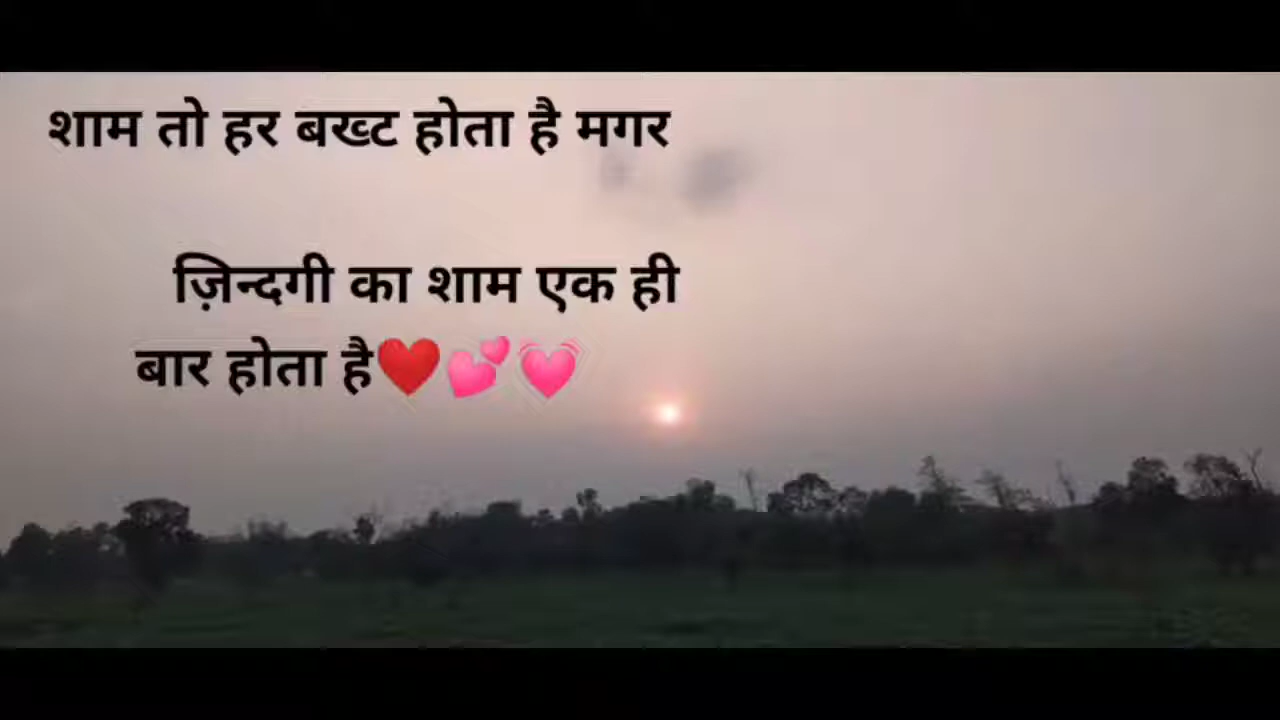 शाम तो हर बख्ट होता है मगर
ज़िन्दगी का शाम एक ही
बार होता है❤️💕💓